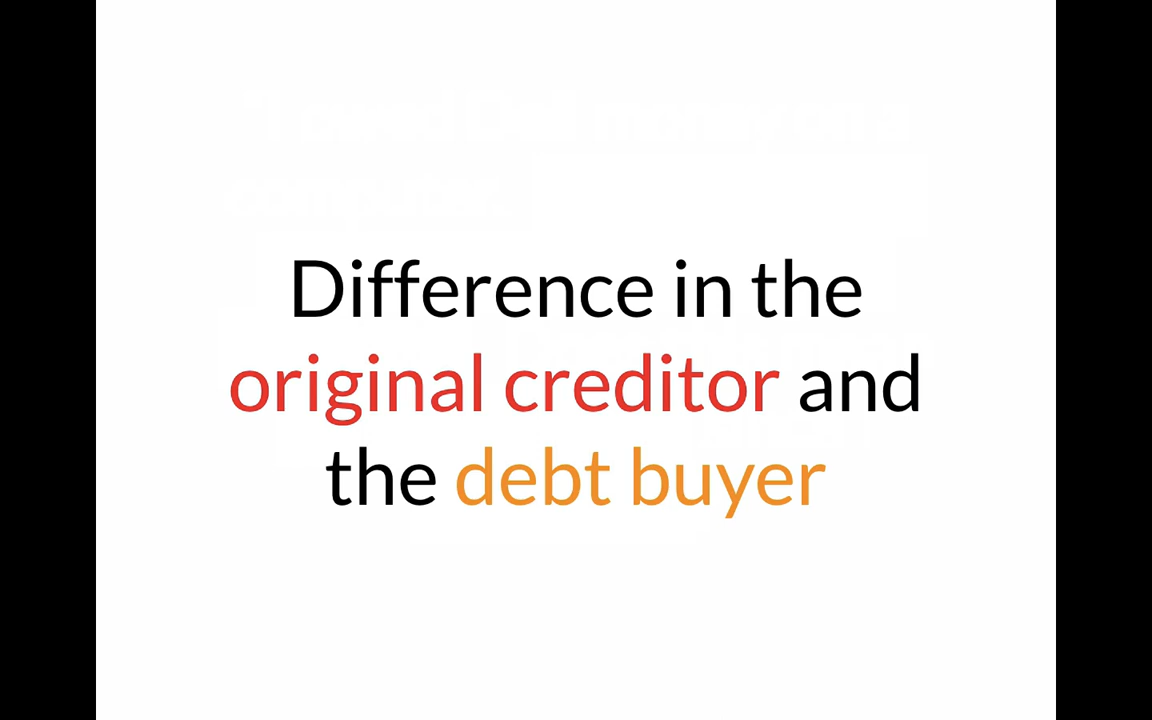 Difference in the
original creditor and
the debt buyer